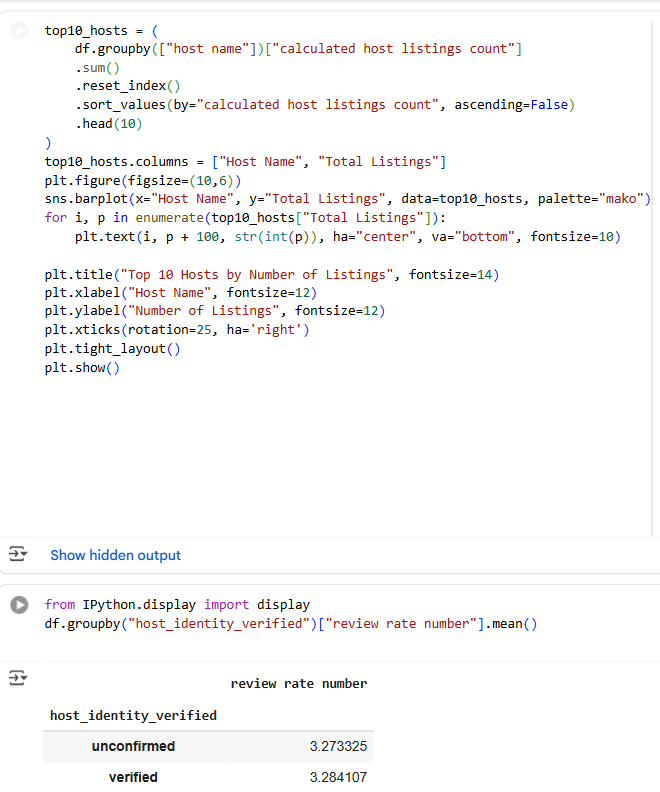 top10_hosts = (
    df.groupby(["host name"])["calculated host listings count"]
    .sum()
    .reset_index()
    .sort_values(by="calculated host listings count", ascending=False)
    .head(10)
)
top10_hosts.columns = ["Host Name", "Total Listings"]
plt.figure(figsize=(10,6))
sns.barplot(x="Host Name", y="Total Listings", data=top10_hosts, palette="mako")
for i, p in enumerate(top10_hosts["Total Listings"]):
    plt.text(i, p + 100, str(int(p)), ha="center", va="bottom", fontsize=10)
plt.title("Top 10 Hosts by Number of Listings", fontsize=14)
plt.xlabel("Host Name", fontsize=12)
plt.ylabel("Number of Listings", fontsize=12)
plt.xticks(rotation=25, ha='right')
plt.tight_layout()
plt.show()
Show hidden output
from IPython.display import display
df.groupby("host_identity_verified")["review rate number"].mean()
review rate number
host_identity_verified
unconfirmed 3.273325
verified 3.284107